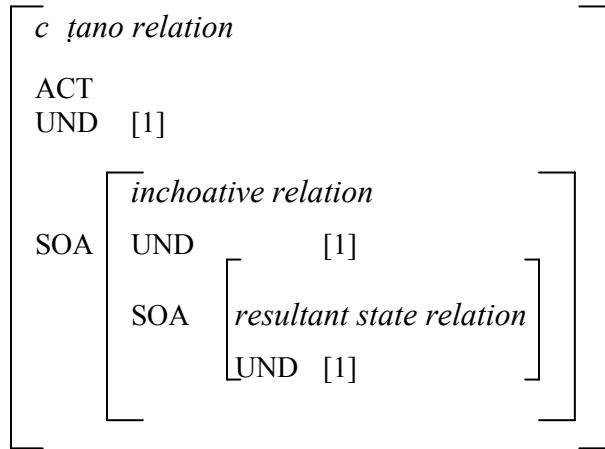 c ṭano relation
ACT
UND [1]
inchoative relation
SOA UND [1]
SOA resultant state relation
UND [1]